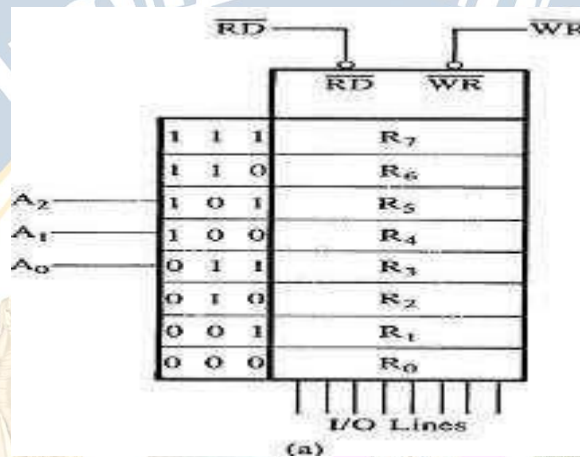 RD WR
RD WR
1 1 1 R7
1 1 0 R6
A2 1 0 1 R5
A1 1 0 0 R4
A0 0 1 1 R3
0 1 0 R2
0 0 1 R1
0 0 0 R0
I/O Lines
(a)